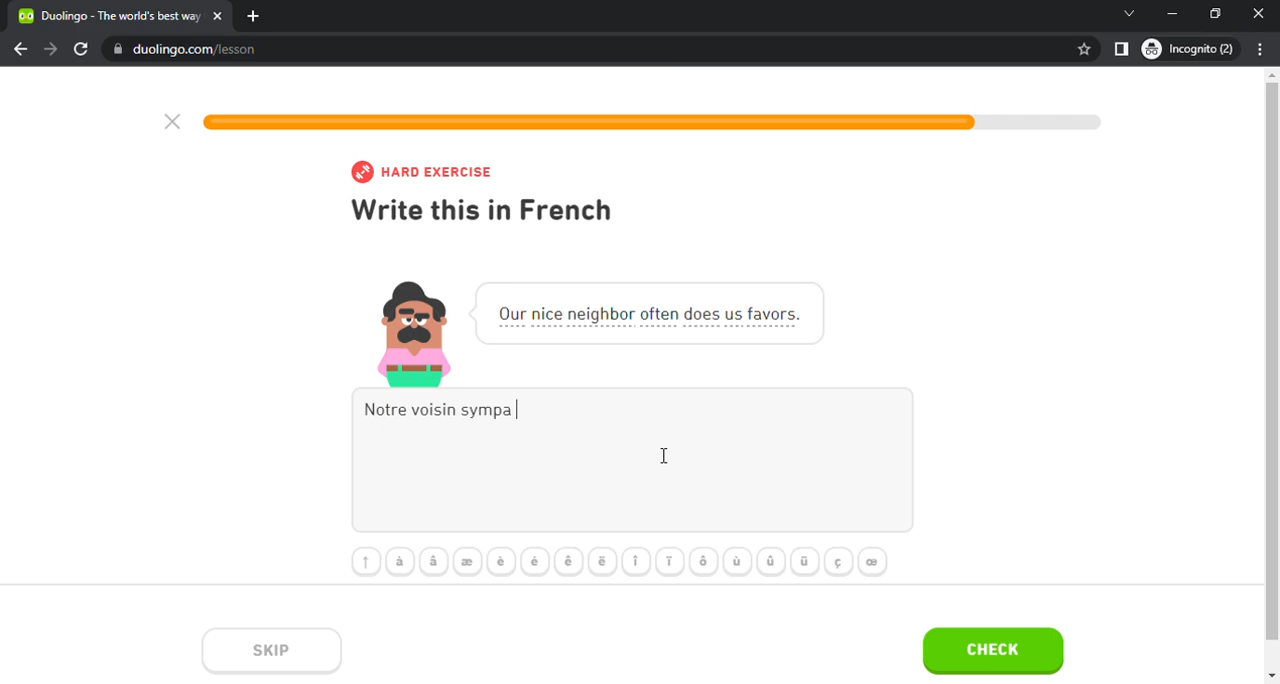 Duolingo - The world's best way
duolingo.com/lesson
Incognito (2)
HARD EXERCISE
Write this in French
Our nice neighbor often does us favors.
Notre voisin sympa
↑ à â æ è é ê ë î ï ô ù û ü ç œ
SKIP
CHECK